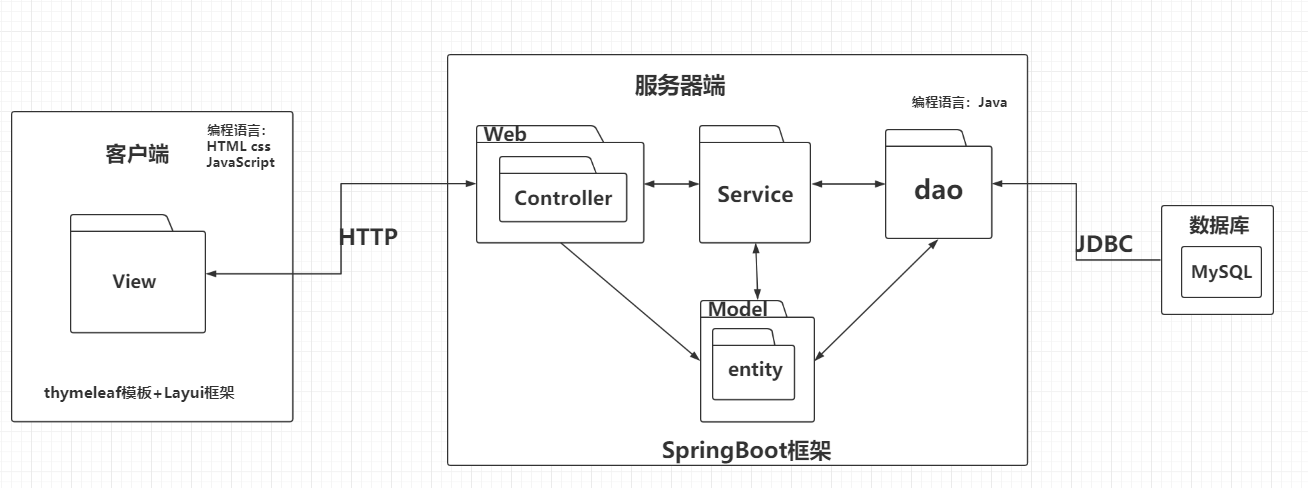 客户端
编程语言：
HTML css
JavaScript
View
thymeleaf模板+Layui框架
HTTP
服务器端
编程语言：Java
Web
Controller
Service
dao
Model
entity
SpringBoot框架
JDBC
数据库
MySQL